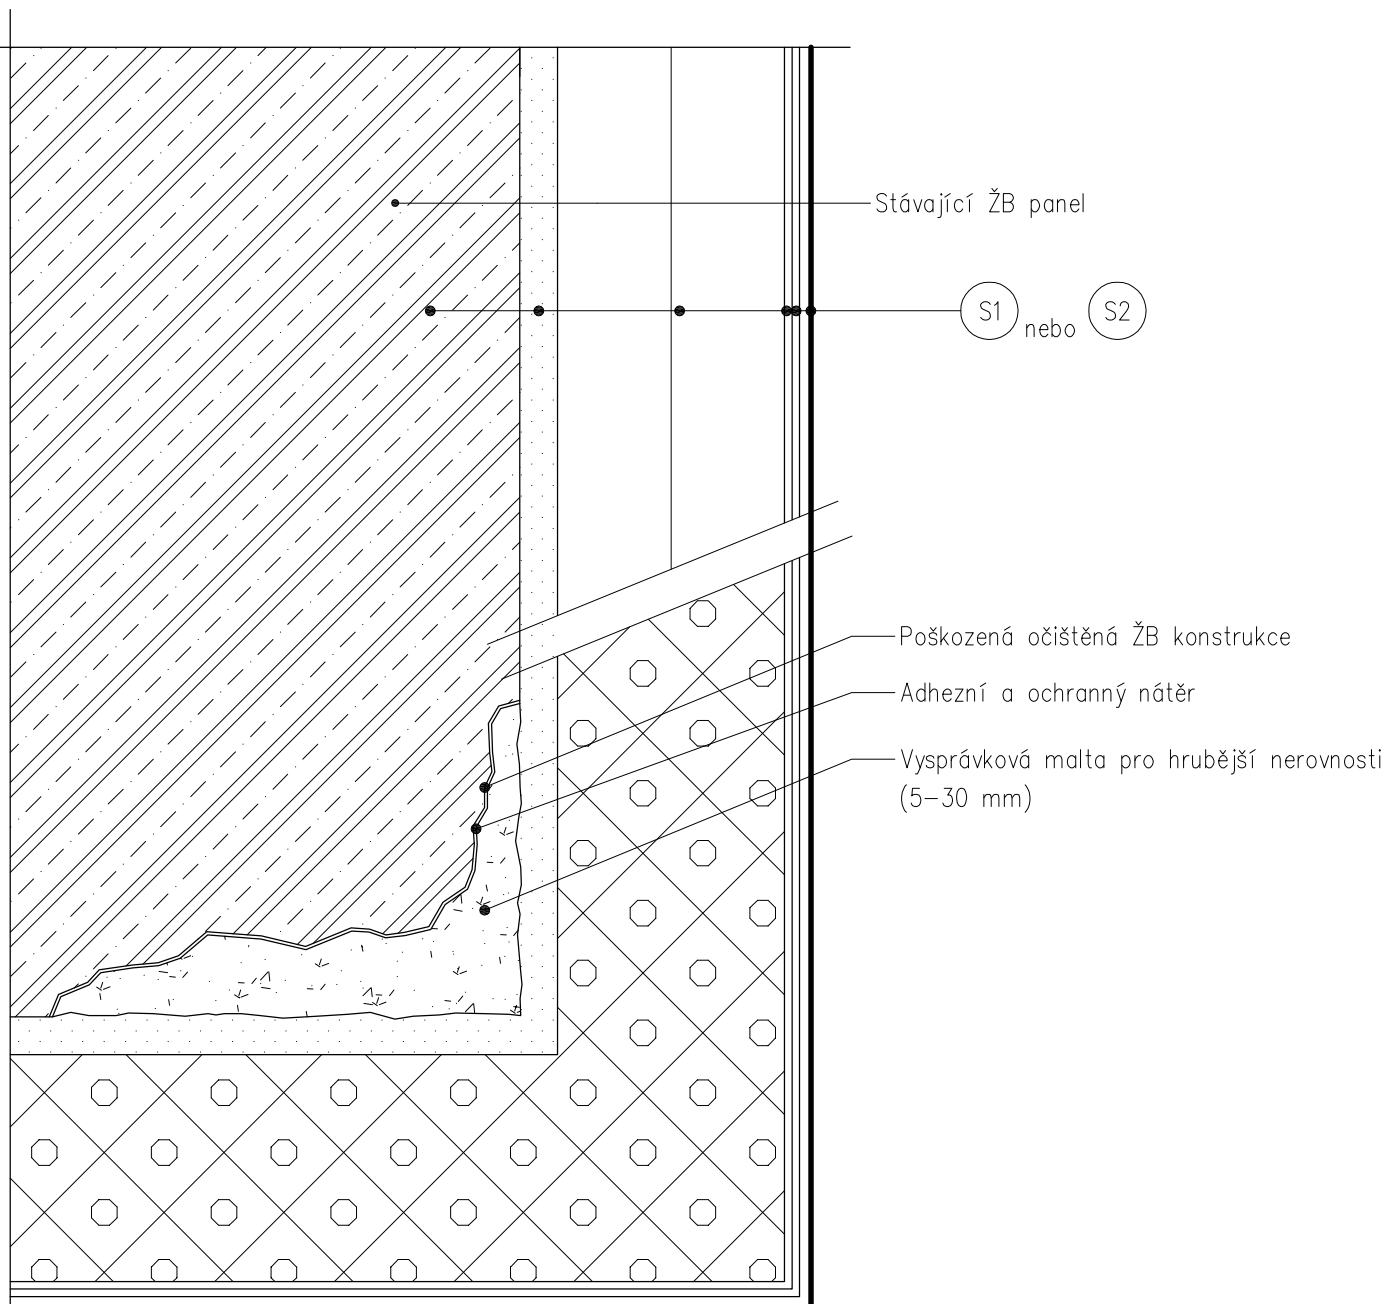 Stávající ŽB panel
S1 nebo S2
Poškozená očištěná ŽB konstrukce
Adhezní a ochranný nátěr
Vysprávková malta pro hrubější nerovnosti
(5-30 mm)